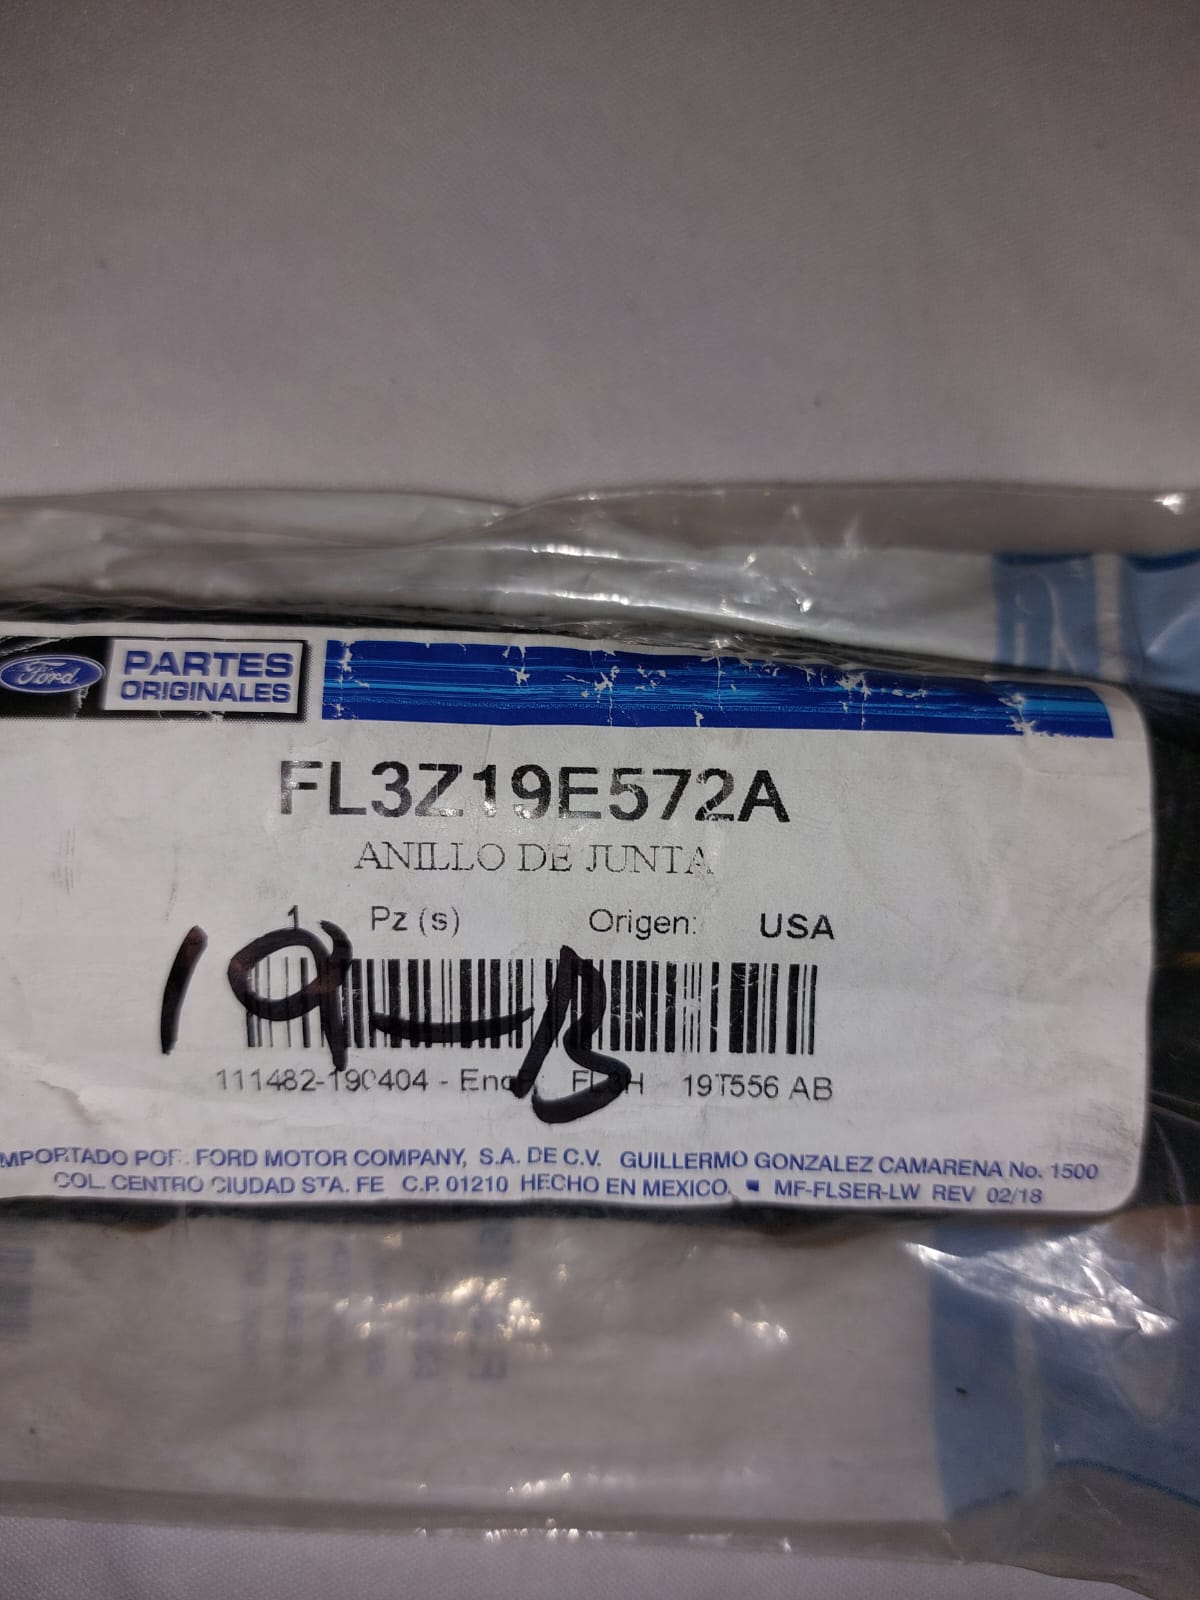 Ford PARTES
ORIGINALES
FL3Z19E572A
ANILLO DE JUNTA
1 Pz (s) Origen: USA
19-B
111482-190404 - FL3H 19T556 AB
MPORTADO POR. FORD MOTOR COMPANY, S.A. DE C.V. GUILLERMO GONZALEZ CAMARENA No. 1500
COL. CENTRO CIUDAD STA. FE C.P. 01210 HECHO EN MEXICO. ■ MF-FLSER-LW REV 02/18